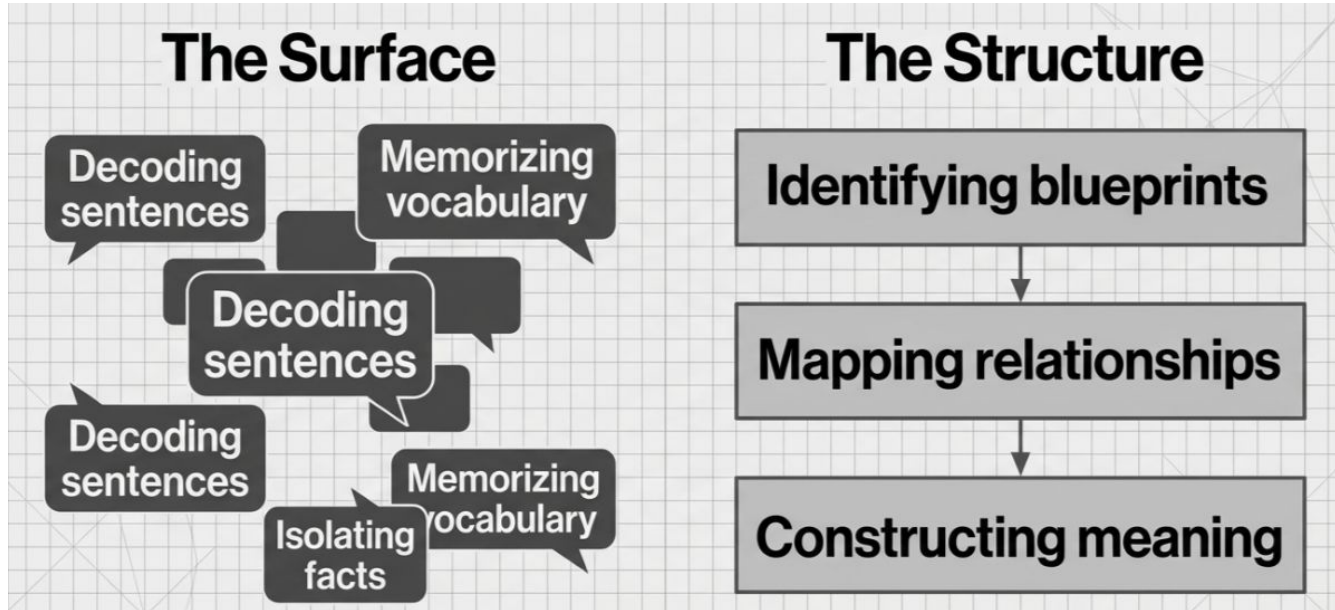 The Surface
Decoding
sentences
Memorizing
vocabulary
Decoding
sentences
Decoding
sentences
Memorizing
vocabulary
Isolating
facts
The Structure
Identifying blueprints
Mapping relationships
Constructing meaning